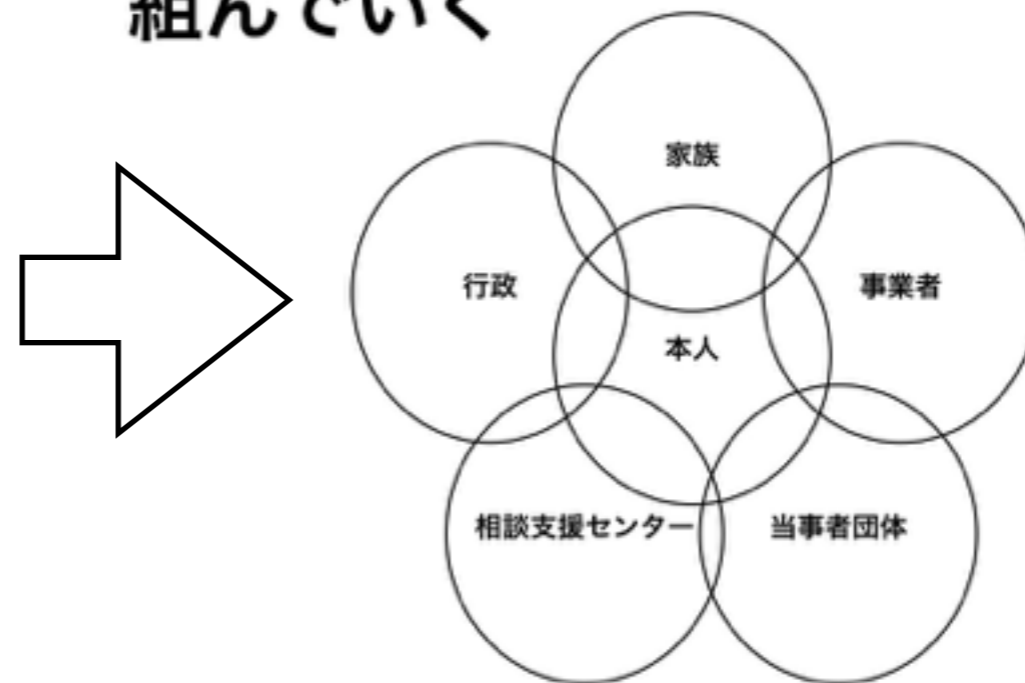 組んでいく
家族
行政
事業者
本人
相談支援センター
当事者団体